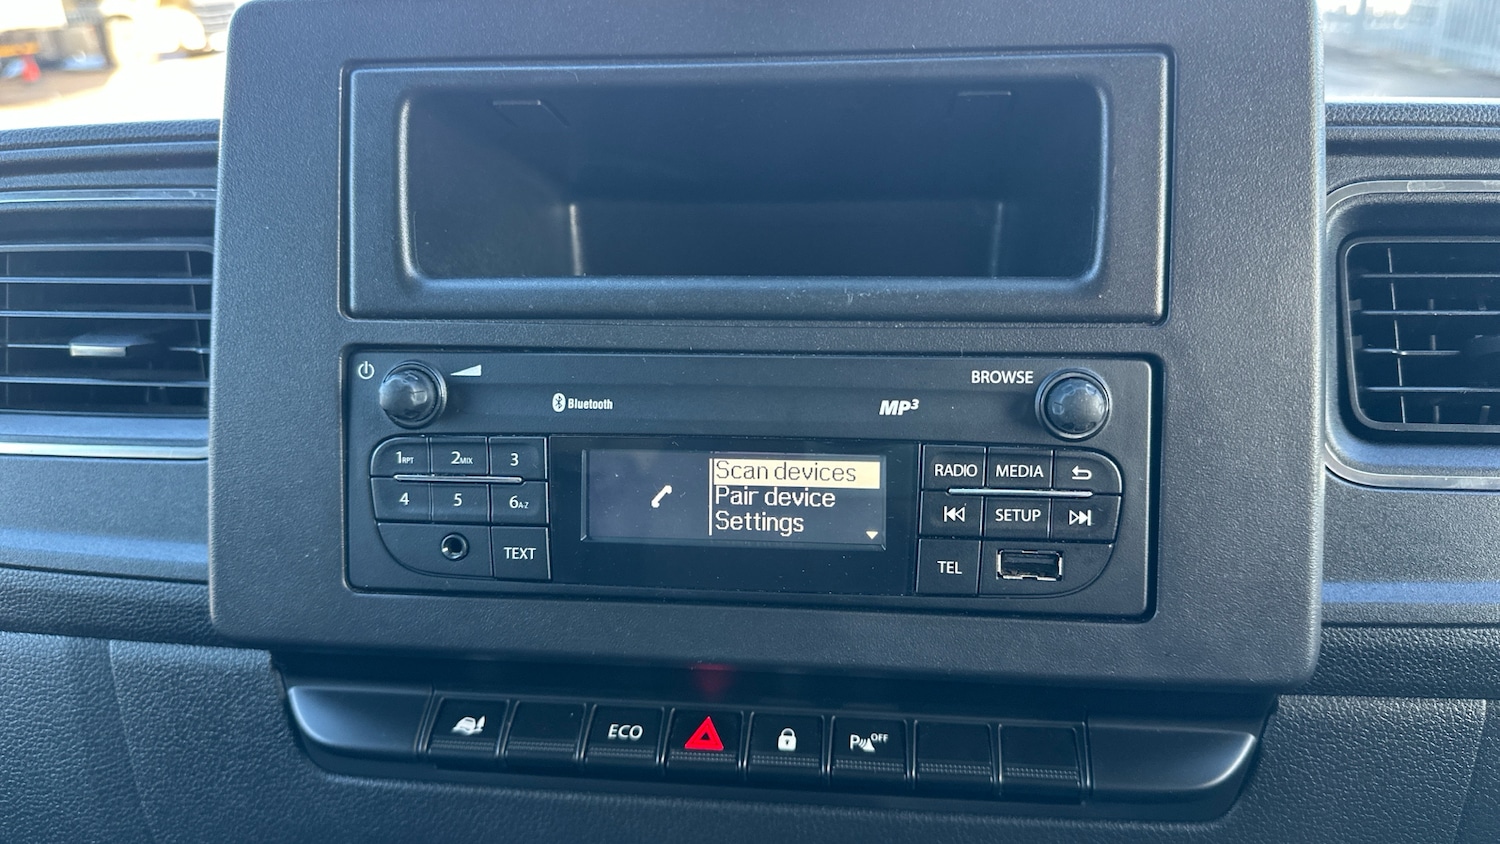 BROWSE
Bluetooth
MP3
1RPT 2MIX 3
4 5 6A-Z
TEXT
Scan devices
Pair device
Settings
RADIO MEDIA
SETUP
TEL
ECO
P OFF